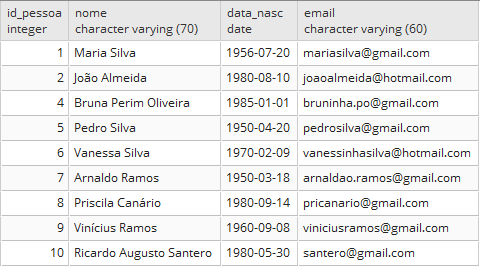 id_pessoa nome data_nasc email
integer character varying (70) date character varying (60)
1 Maria Silva 1956-07-20 mariasilva@gmail.com
2 João Almeida 1980-08-10 joaoalmeida@hotmail.com
4 Bruna Perim Oliveira 1985-01-01 bruninha.po@gmail.com
5 Pedro Silva 1950-04-20 pedrosilva@gmail.com
6 Vanessa Silva 1970-02-09 vanessinhasilva@hotmail.com
7 Arnaldo Ramos 1950-03-18 arnaldao.ramos@gmail.com
8 Priscila Canário 1980-09-14 pricanario@gmail.com
9 Vinícius Ramos 1960-09-08 viniciusramos@gmail.com
10 Ricardo Augusto Santero 1980-05-30 santero@gmail.com